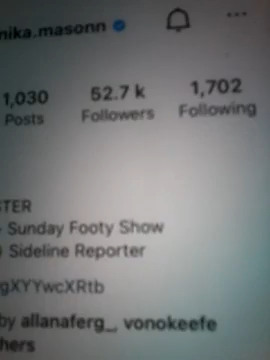 nika.masonn
1,030 52.7 k 1,702
Posts Followers Following
TER
Sunday Footy Show
Sideline Reporter
gXYYwcXRtb
by allanaferg_, vonokeefe
hers